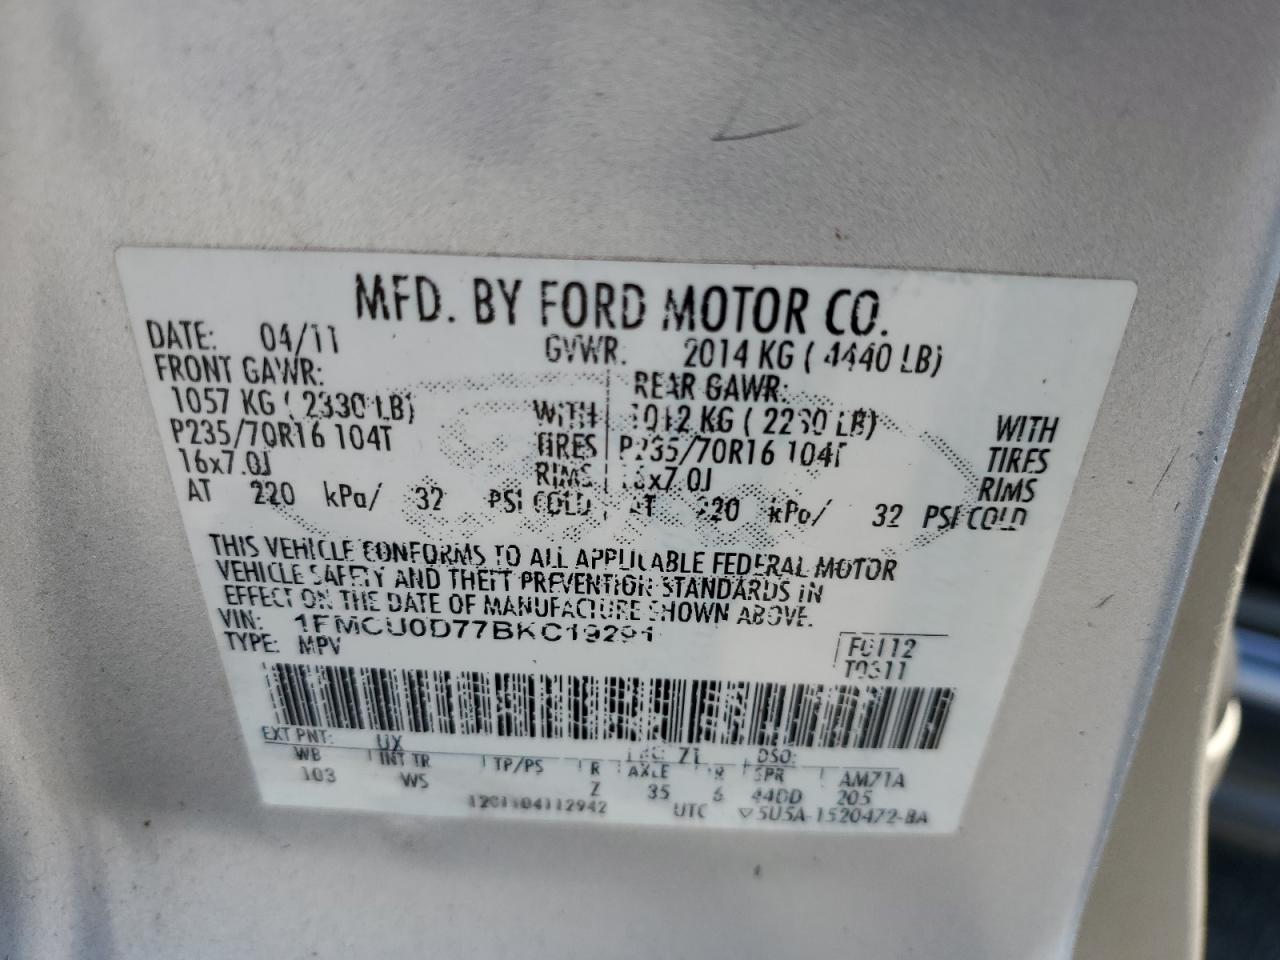 MFD. BY FORD MOTOR CO.
DATE: 04/11 GVWR: 2014 KG ( 4440 LB)
FRONT GAWR: REAR GAWR:
1057 KG ( 2330 LB) WITH 1012 KG ( 2230 LB) WITH
P235/70R16 104T TIRES P235/70R16 104T TIRES
16x7.0J RIMS 16x7.0J RIMS
AT 220 kPa/ 32 PSI COLD AT 220 kPa/ 32 PSI COLD
THIS VEHICLE CONFORMS TO ALL APPLICABLE FEDERAL MOTOR
VEHICLE SAFETY AND THEFT PREVENTION STANDARDS IN
EFFECT ON THE DATE OF MANUFACTURE SHOWN ABOVE.
VIN: 1FMCU0D77BKC19291
TYPE: MPV
F0112
T0311
EXT PNT: UX DSO:
WB INT TR TP/PS R AXLE R SPR AM71A
103 WS Z 35 6 44DD 205
UTC ▽5U5A-1520472-BA